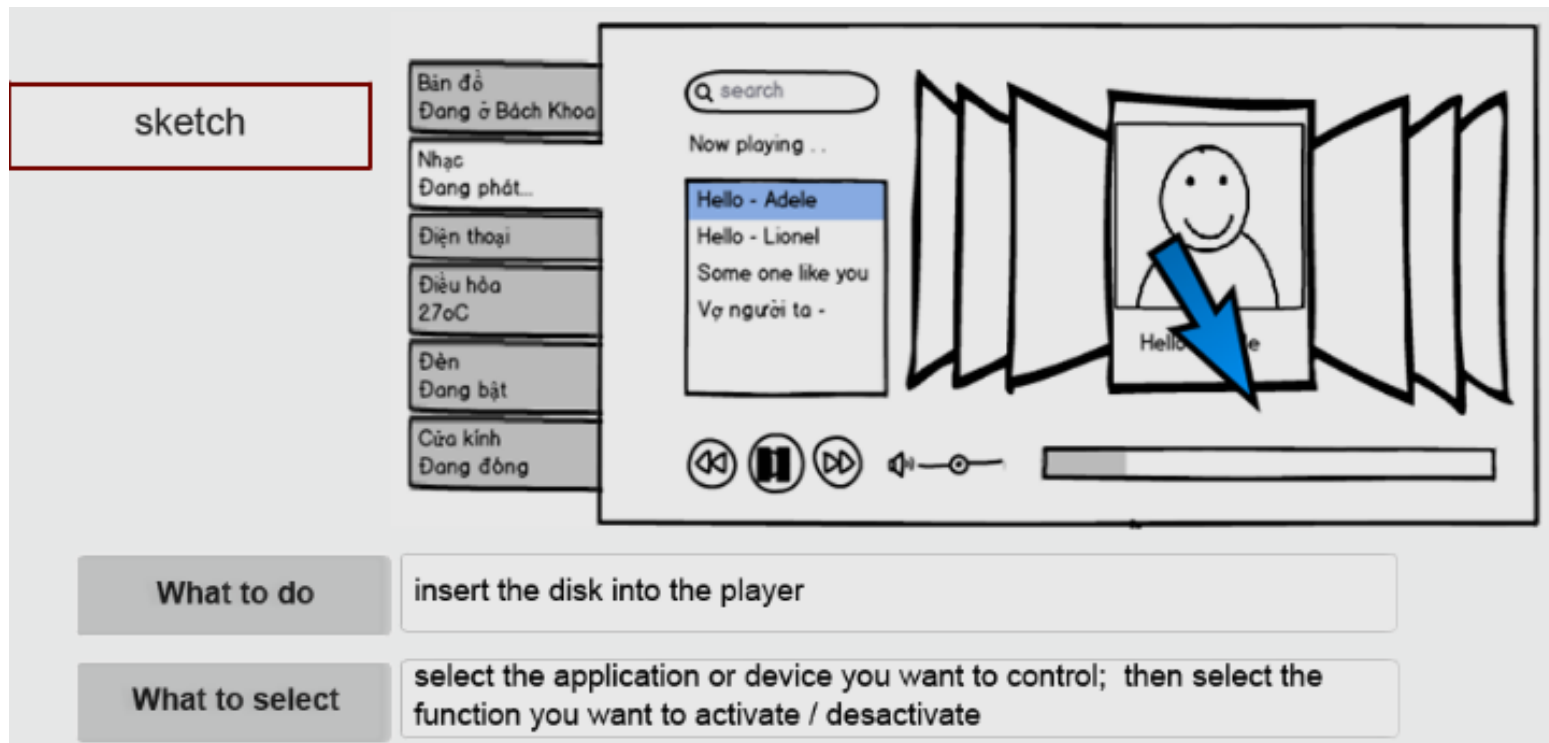 sketch
Bản đồ
Đang ở Bách Khoa
Nhạc
Đang phát...
Điện thoại
Điều hòa
27oC
Đèn
Đang bật
Cửa kính
Đang đóng
search
Now playing . .
Hello - Adele
Hello - Lionel
Some one like you
Vợ người ta -
Hello
What to do
insert the disk into the player
What to select
select the application or device you want to control; then select the
function you want to activate / desactivate